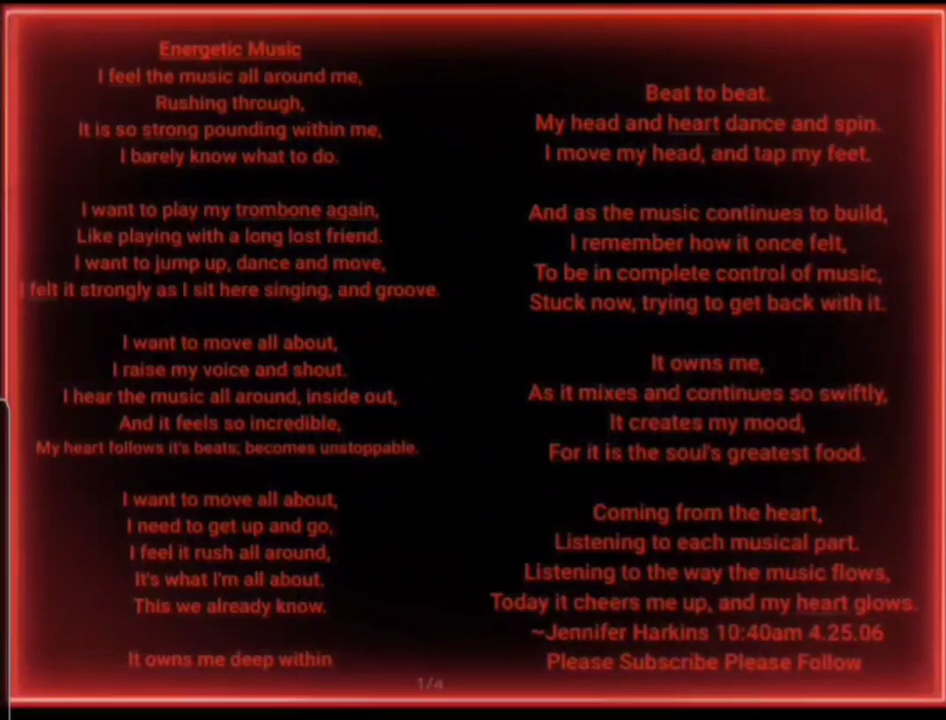 Energetic Music
I feel the music all around me,
Rushing through,
It is so strong pounding within me,
I barely know what to do.
I want to play my trombone again,
Like playing with a long lost friend.
I want to jump up, dance and move,
I felt it strongly as I sit here singing, and groove.
I want to move all about,
I raise my voice and shout.
I hear the music all around, inside out,
And it feels so incredible,
My heart follows it's beats; becomes unstoppable.
I want to move all about,
I need to get up and go,
I feel it rush all around,
It's what I'm all about.
This we already know.
It owns me deep within
Beat to beat.
My head and heart dance and spin.
I move my head, and tap my feet.
And as the music continues to build,
I remember how it once felt,
To be in complete control of music,
Stuck now, trying to get back with it.
It owns me,
As it mixes and continues so swiftly,
It creates my mood,
For it is the soul's greatest food.
Coming from the heart,
Listening to each musical part.
Listening to the way the music flows,
Today it cheers me up, and my heart glows.
~Jennifer Harkins 10:40am 4.25.06
Please Subscribe Please Follow
1/4